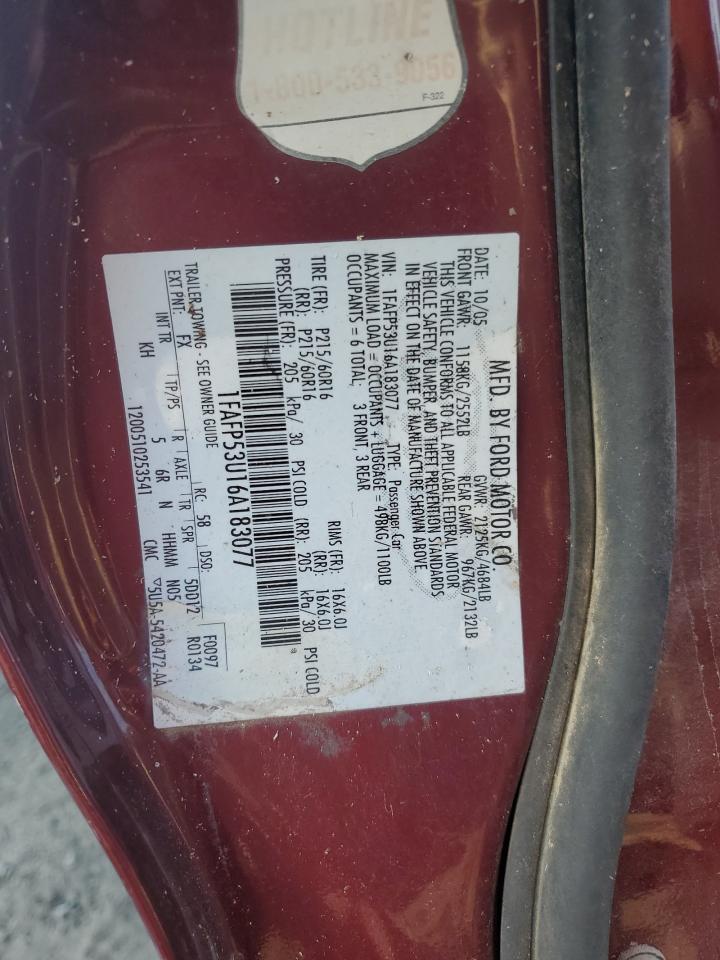 HOTLINE
1-800-533-9056
F-322
MFD. BY FORD MOTOR CO
DATE: 10/05 GVWR: 2125KG/4684LB
FRONT GAWR: 1158KG/2552LB REAR GAWR: 967KG/2132LB
THIS VEHICLE CONFORMS TO ALL APPLICABLE FEDERAL MOTOR
VEHICLE SAFETY, BUMPER, AND THEFT PREVENTION STANDARDS
IN EFFECT ON THE DATE OF MANUFACTURE SHOWN ABOVE.
VIN: 1FAFP53U16A183077 TYPE: Passenger Car
MAXIMUM LOAD = OCCUPANTS + LUGGAGE = 498KG/1100LB
OCCUPANTS = 6 TOTAL; 3 FRONT, 3 REAR
TIRE (FR): P215/60R16 RIMS (FR): 16X6.0J
(RR): P215/60R16 (RR): 16X6.0J
PRESSURE (FR): 205 kPa/ 30 PSI COLD (RR): 205 kPa/30 PSI COLD
1FAFP53U16A183077
TRAILER TOWING - SEE OWNER GUIDE
EXT PNT: FX RC: 58 DSO: F0097
R0134
INT TR TP/PS R AXLE TR SPR 5DD12
KH 5 6R N HHMM N05
1200510253541 CMC ▽5U5A-5420472-AA